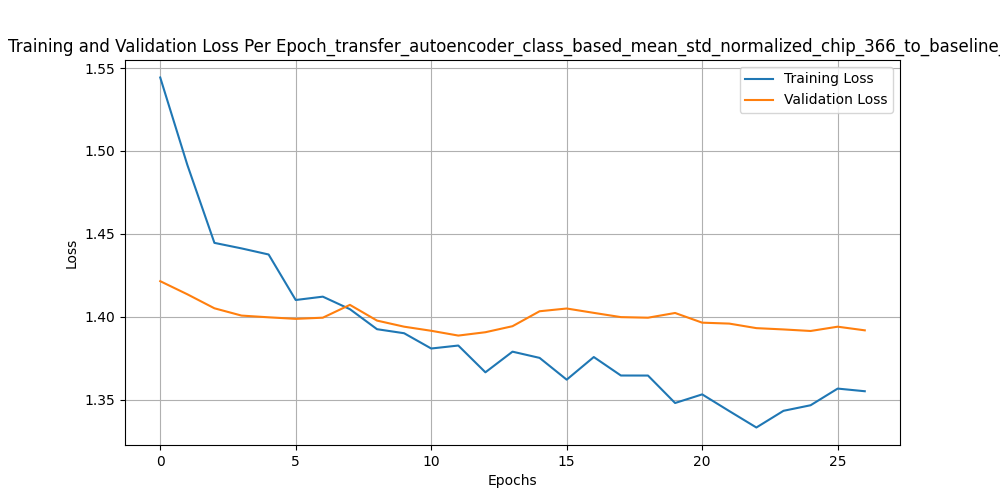 Training and Validation Loss Per Epoch_transfer_autoencoder_class_based_mean_std_normalized_chip_366_to_baseline_
1.55
1.50
1.45
1.40
1.35
Loss
Training Loss
Validation Loss
0 5 10 15 20 25
Epochs